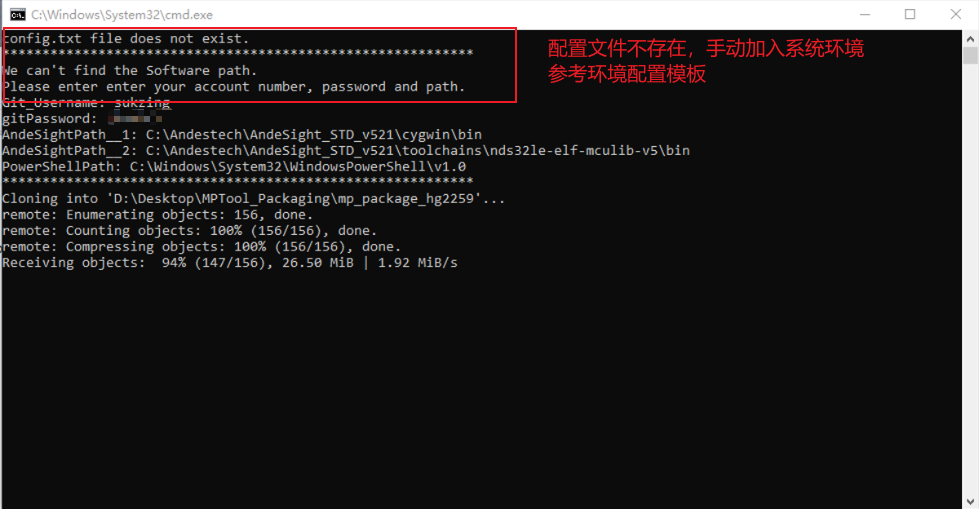 C:\Windows\System32\cmd.exe
config.txt file does not exist.
***********************************************************
We can't find the Software path.
Please enter enter your account number, password and path.
Git_Username: sukzing
gitPassword:
AndeSightPath__1: C:\Andestech\AndeSight_STD_v521\cygwin\bin
AndeSightPath__2: C:\Andestech\AndeSight_STD_v521\toolchains\nds32le-elf-mculib-v5\bin
PowerShellPath: C:\Windows\System32\WindowsPowerShell\v1.0
***********************************************************
Cloning into 'D:\Desktop\MPTool_Packaging\mp_package_hg2259'...
remote: Enumerating objects: 156, done.
remote: Counting objects: 100% (156/156), done.
remote: Compressing objects: 100% (156/156), done.
Receiving objects:  94% (147/156), 26.50 MiB | 1.92 MiB/s
配置文件不存在，手动加入系统环境
参考环境配置模板